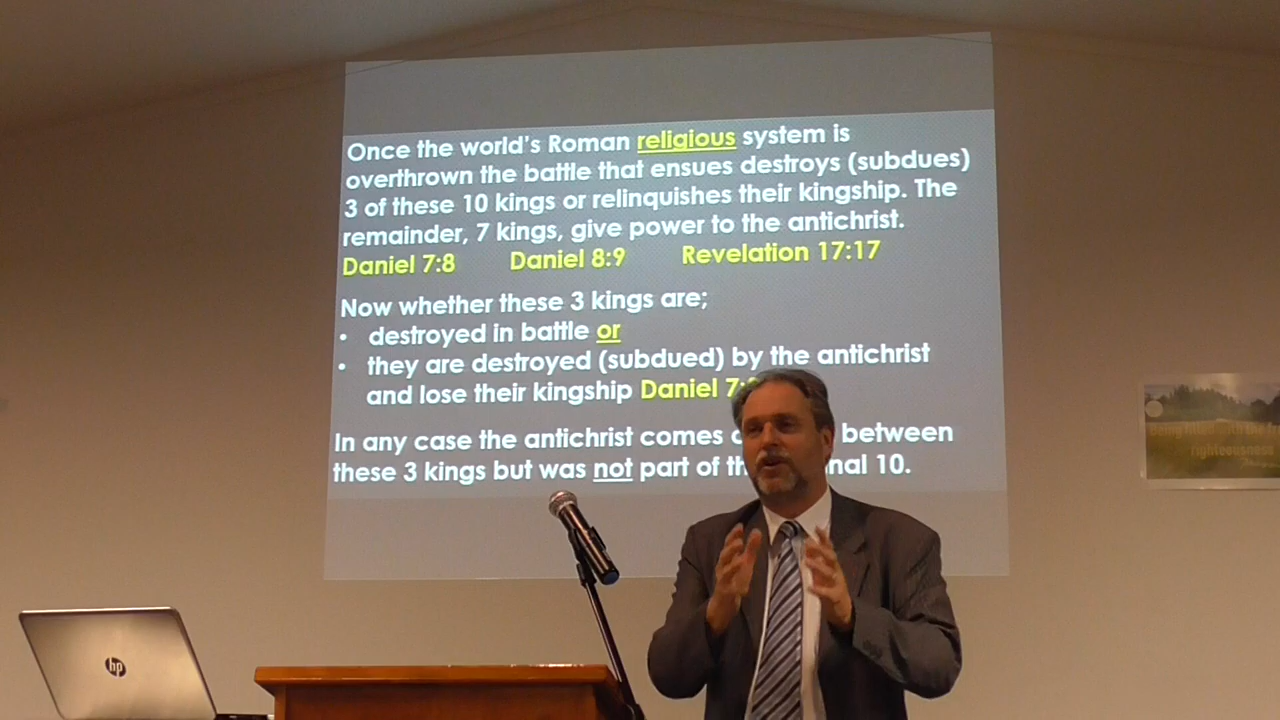 Once the world's Roman religious system is
overthrown the battle that ensues destroys (subdues)
3 of these 10 kings or relinquishes their kingship. The
remainder, 7 kings, give power to the antichrist.
Daniel 7:8 Daniel 8:9 Revelation 17:17
Now whether these 3 kings are;
• destroyed in battle or
• they are destroyed (subdued) by the antichrist
and lose their kingship Daniel 7:
In any case the antichrist comes between
these 3 kings but was not part of 10.
righteousness
hp